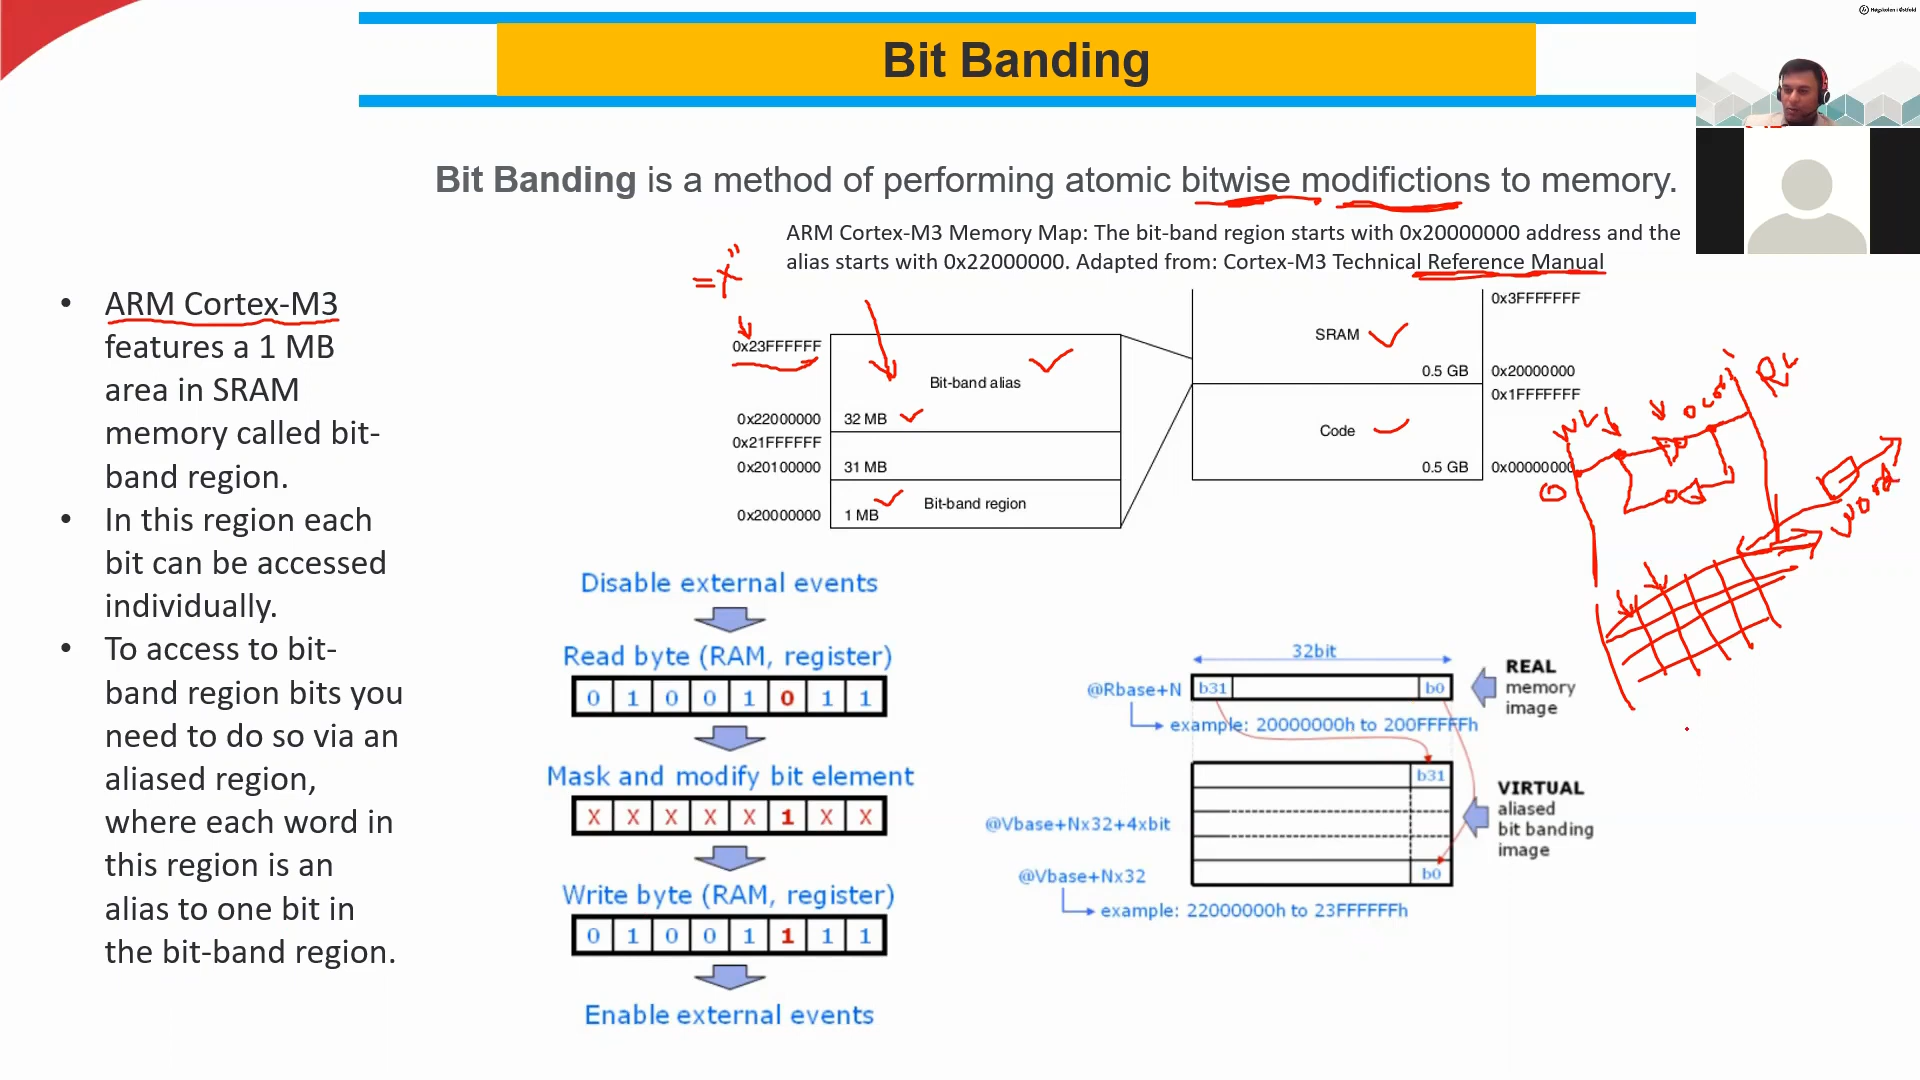 Høgskolen i Østfold
Bit Banding
Bit Banding is a method of performing atomic bitwise modifictions to memory.
ARM Cortex-M3 Memory Map: The bit-band region starts with 0x20000000 address and the
alias starts with 0x22000000. Adapted from: Cortex-M3 Technical Reference Manual
• ARM Cortex-M3
features a 1 MB
area in SRAM
memory called bit-
band region.
• In this region each
bit can be accessed
individually.
• To access to bit-
band region bits you
need to do so via an
aliased region,
where each word in
this region is an
alias to one bit in
the bit-band region.
0x23FFFFFF
Bit-band alias
0x22000000 32 MB
0x21FFFFFF
0x20100000 31 MB
Bit-band region
0x20000000 1 MB
0x3FFFFFFF
SRAM
0.5 GB 0x20000000
0x1FFFFFFF
Code
0.5 GB 0x00000000
WL
word
Disable external events
Read byte (RAM, register)
0 1 0 0 1 0 1 1
Mask and modify bit element
X X X X X 1 X X
Write byte (RAM, register)
0 1 0 0 1 1 1 1
Enable external events
32bit
@Rbase+N b31 b0
example: 20000000h to 200FFFFFh
REAL
memory
image
b31
@Vbase+Nx32+4xbit
@Vbase+Nx32
b0
example: 22000000h to 23FFFFFFh
VIRTUAL
aliased
bit banding
image